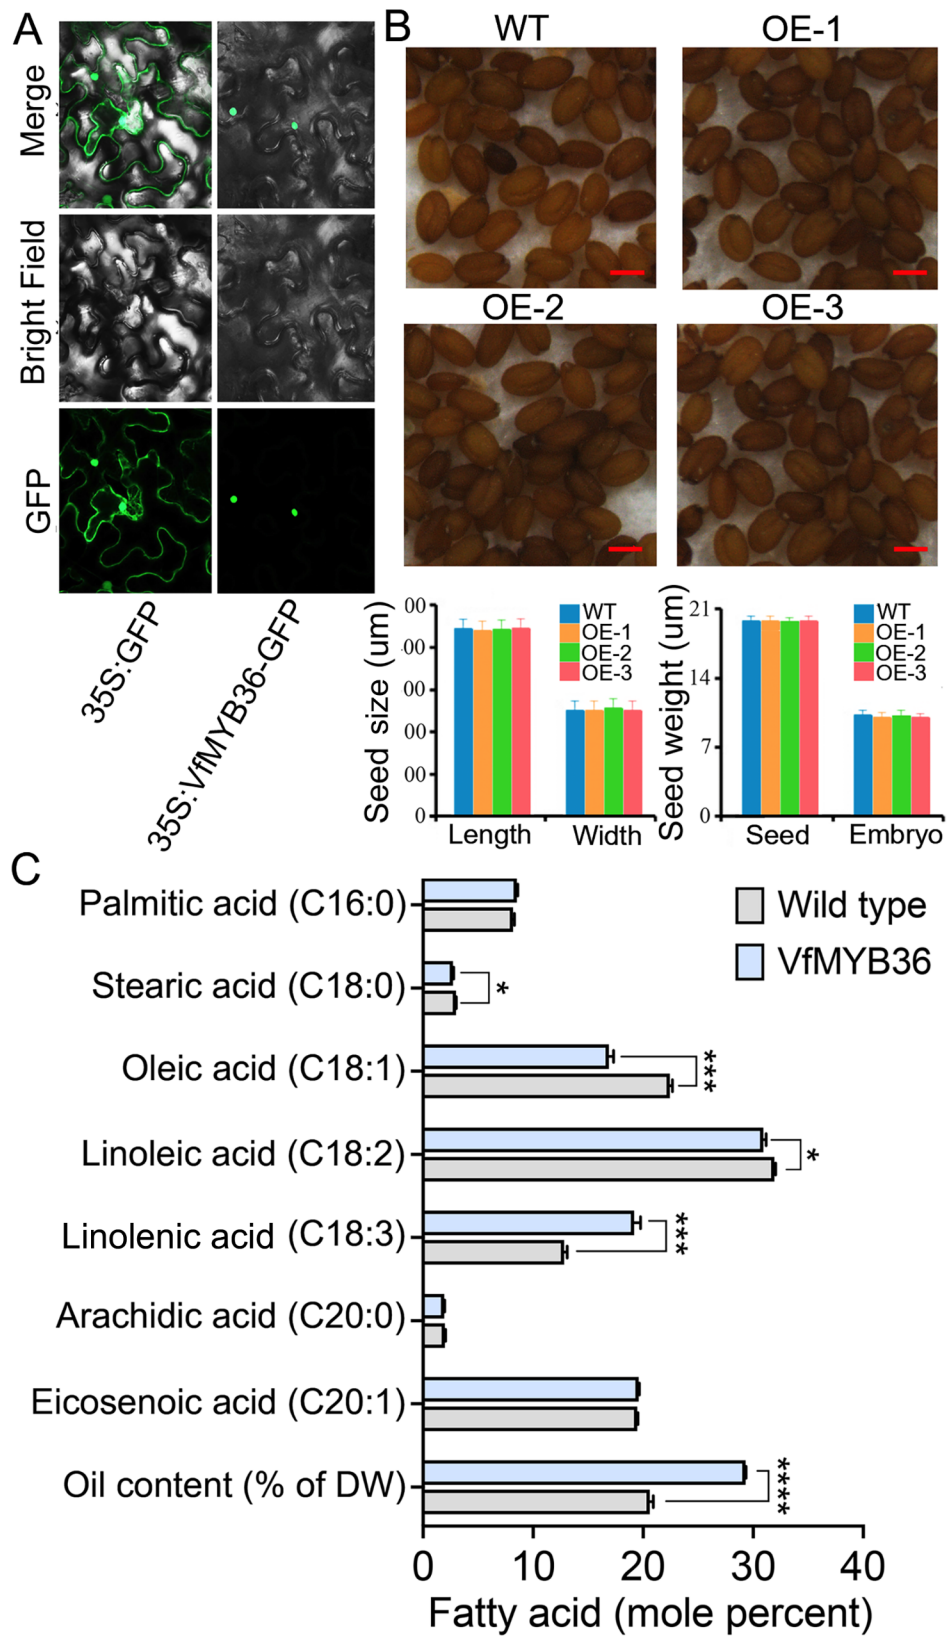 A
Merge
Bright Field
GFP
35S:GFP
35S:VfMYB36-GFP
B
WT
OE-1
OE-2
OE-3
Seed size (um)
00
00
00
00
00
0
Length
Width
WT
OE-1
OE-2
OE-3
Seed weight (um)
21
14
7
0
Seed
Embryo
WT
OE-1
OE-2
OE-3
C
Palmitic acid (C16:0)
Stearic acid (C18:0)
*
Oleic acid (C18:1)
***
Linoleic acid (C18:2)
*
Linolenic acid (C18:3)
***
Arachidic acid (C20:0)
Eicosenoic acid (C20:1)
Oil content (% of DW)
****
Wild type
VfMYB36
0 10 20 30 40
Fatty acid (mole percent)